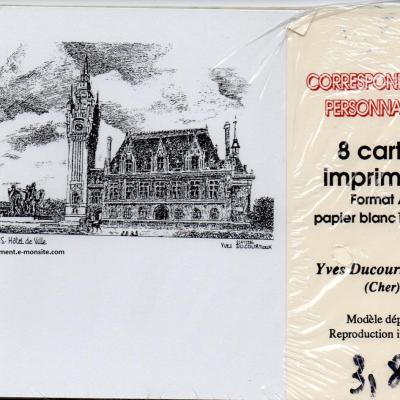 S - Hôtel de Ville
YVES DUCOURTIOUX
ment.e-monsite.com
CORRESPON
PERSONNA
8 cart
imprim
Format
papier blanc
Yves Ducour
(Cher)
Modèle dép
Reproduction i
3,8